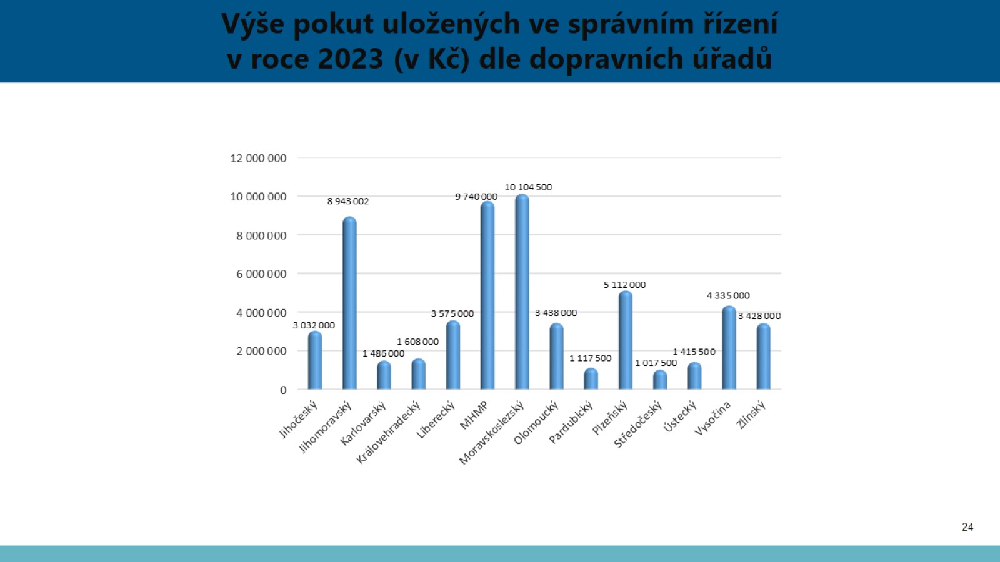 Výše pokut uložených ve správním řízení
v roce 2023 (v Kč) dle dopravních úřadů
12 000 000
10 000 000
8 000 000
6 000 000
4 000 000
2 000 000
0
3 032 000
8 943 002
1 486 000
1 608 000
3 575 000
9 740 000
10 104 500
3 438 000
1 117 500
5 112 000
1 017 500
1 415 500
4 335 000
3 428 000
Jihočeský
Jihomoravský
Karlovarský
Královehradecký
Liberecký
MHMP
Moravskoslezský
Olomoucký
Pardubický
Plzeňský
Středočeský
Ústecký
Vysočina
Zlínský
24